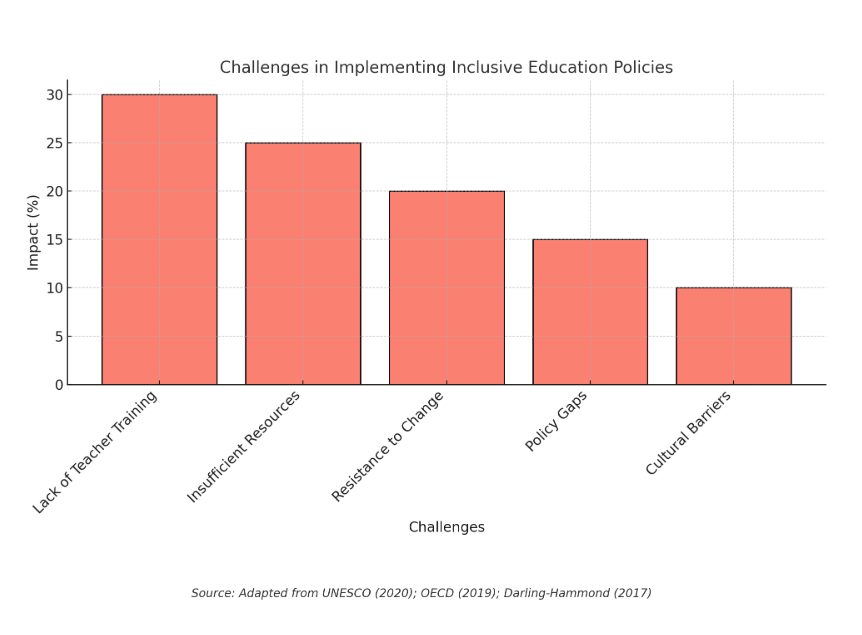 Challenges in Implementing Inclusive Education Policies
Impact (%)
30
25
20
15
10
5
0
Lack of Teacher Training
Insufficient Resources
Resistance to Change
Policy Gaps
Cultural Barriers
Challenges
Source: Adapted from UNESCO (2020); OECD (2019); Darling-Hammond (2017)